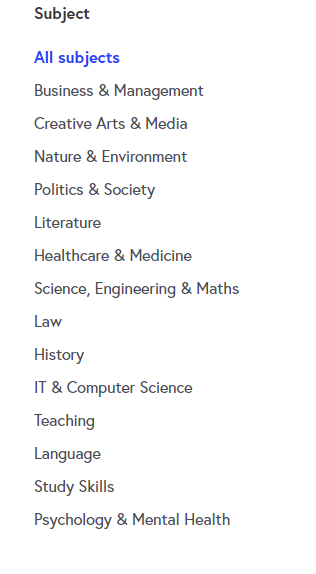 Subject
All subjects
Business & Management
Creative Arts & Media
Nature & Environment
Politics & Society
Literature
Healthcare & Medicine
Science, Engineering & Maths
Law
History
IT & Computer Science
Teaching
Language
Study Skills
Psychology & Mental Health